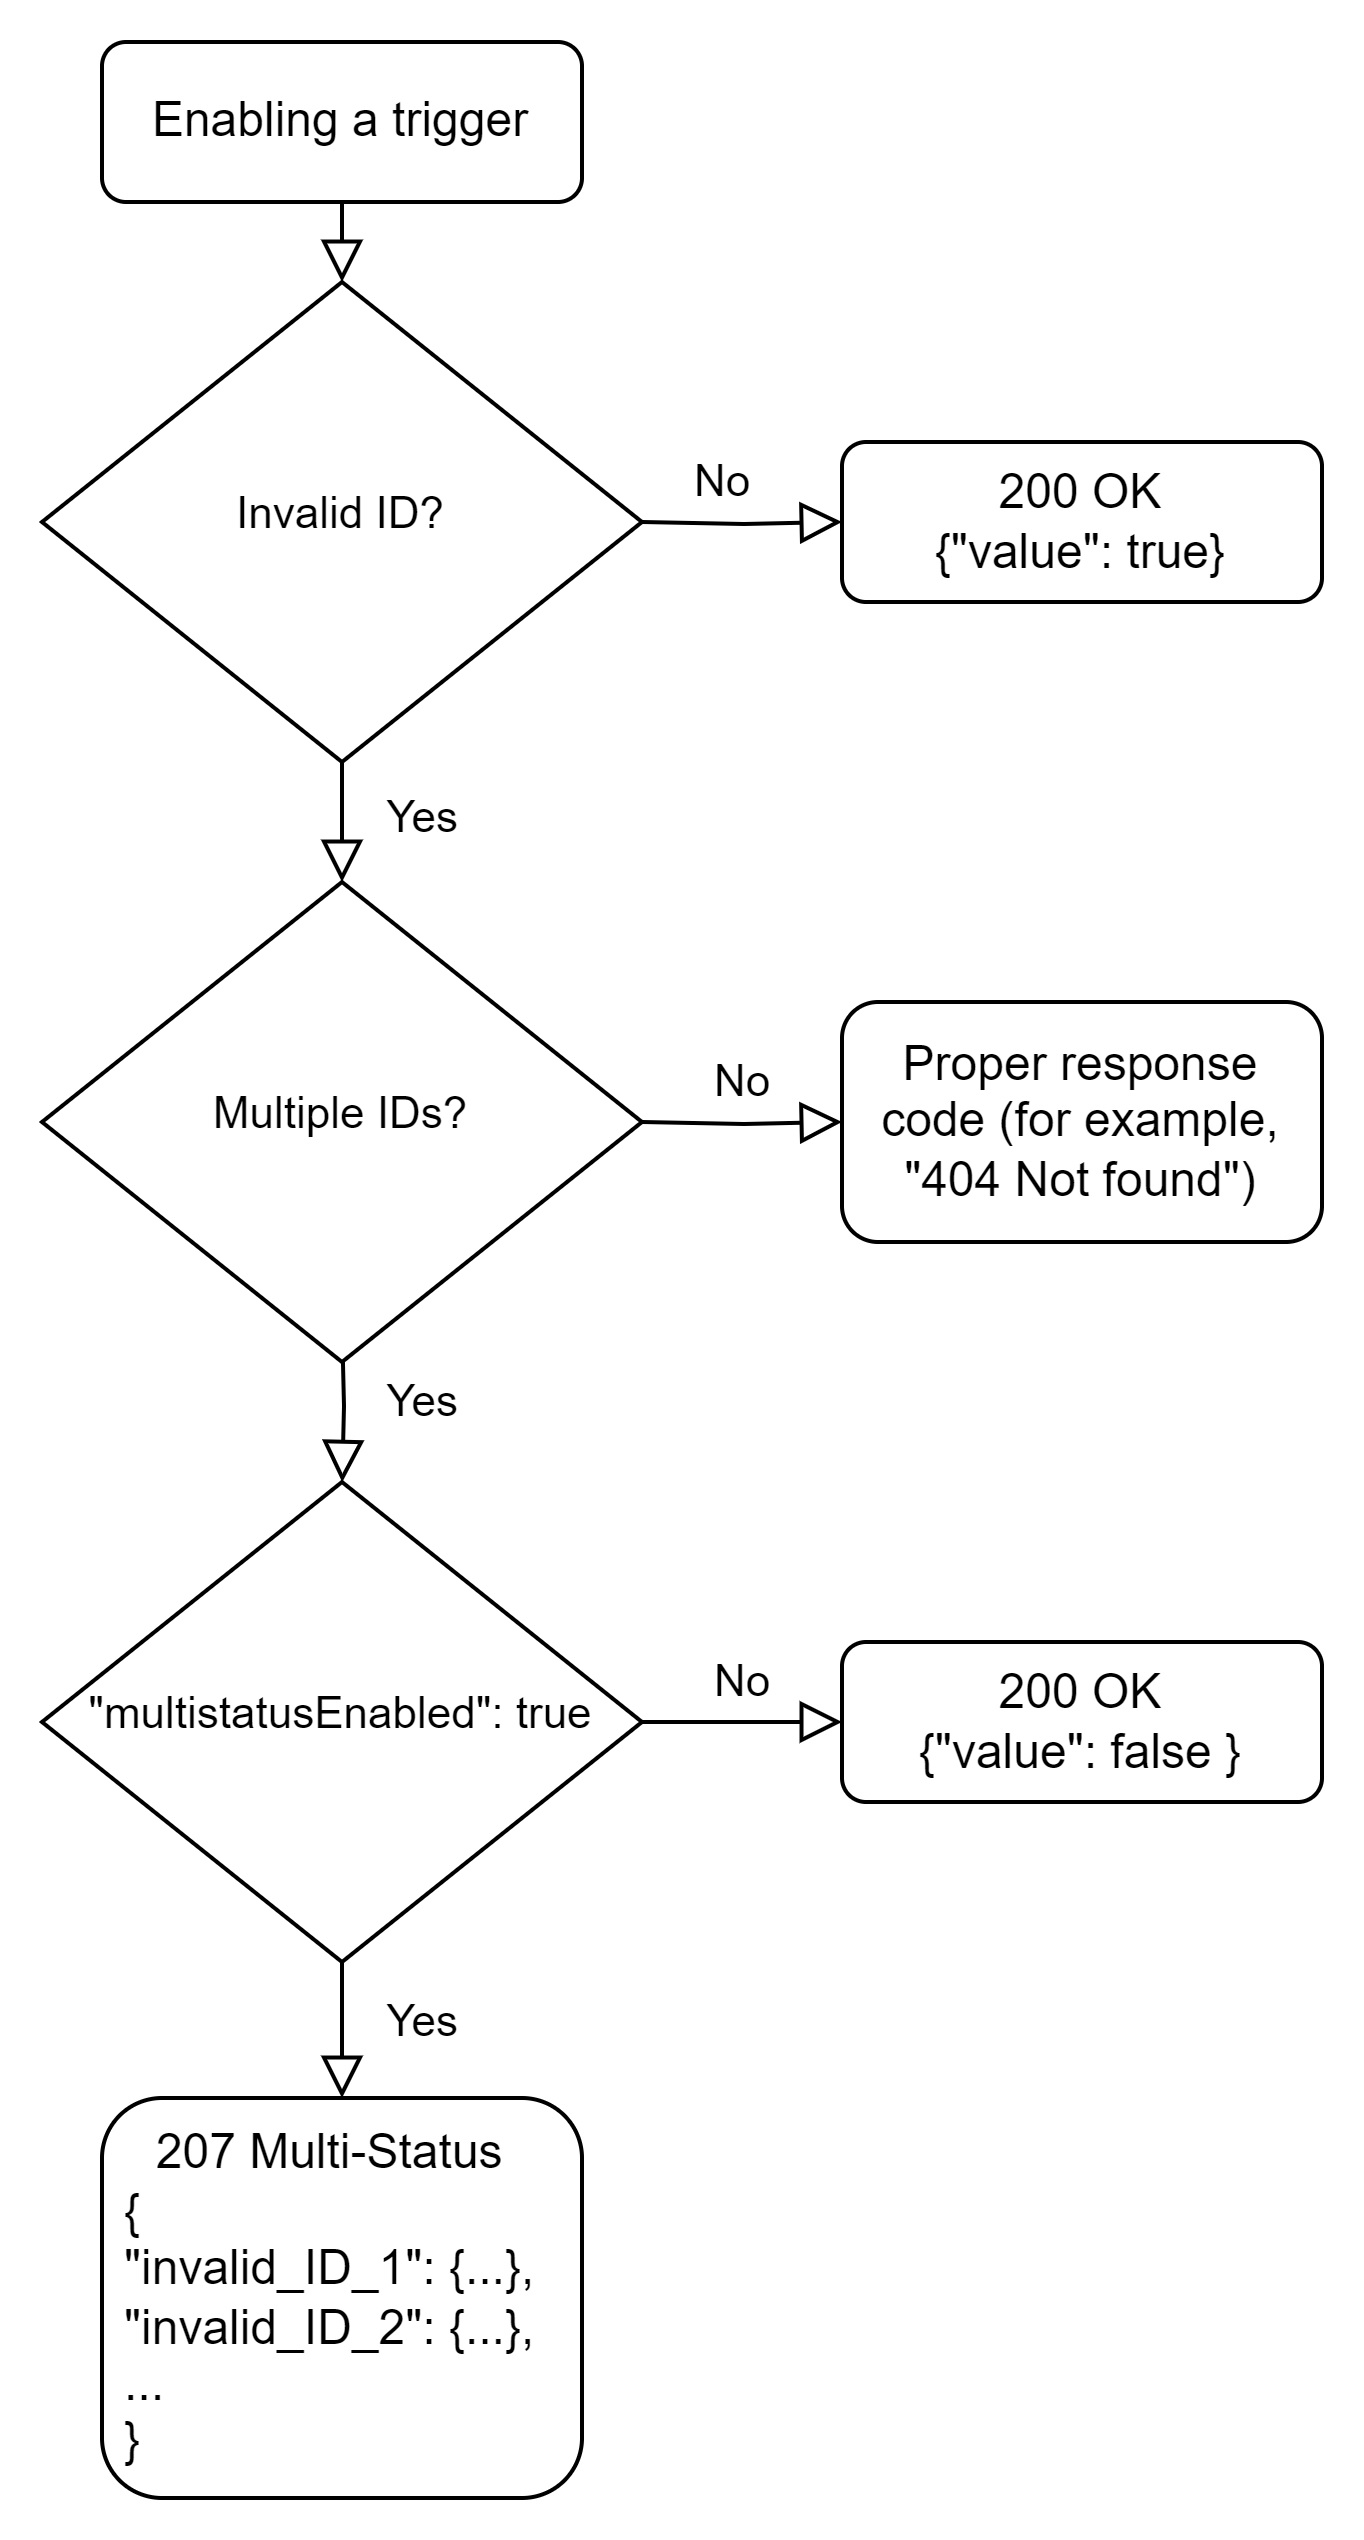 Enabling a trigger
Invalid ID?
No
200 OK
{"value": true}
Yes
Multiple IDs?
No
Proper response
code (for example,
"404 Not found")
Yes
"multistatusEnabled": true
No
200 OK
{"value": false }
Yes
207 Multi-Status
{
"invalid_ID_1": {...},
"invalid_ID_2": {...},
...
}